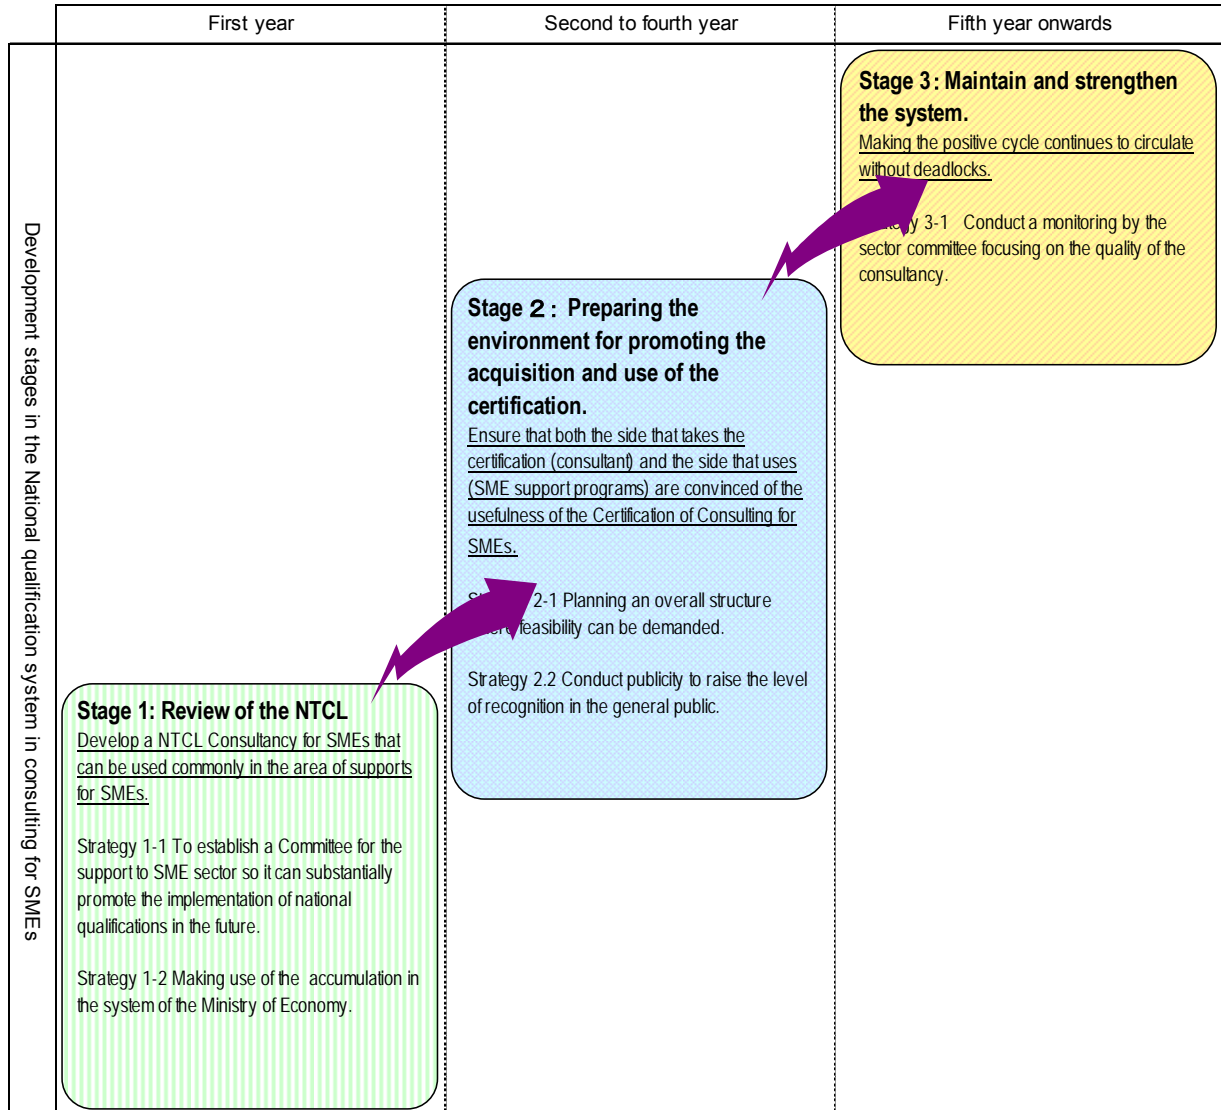 First year
Second to fourth year
Fifth year onwards
Development stages in the National qualification system in consulting for SMEs
Stage 3: Maintain and strengthen
the system.
Making the positive cycle continues to circulate
without deadlocks.
3-1 Conduct a monitoring by the
sector committee focusing on the quality of the
consultancy.
Stage 2: Preparing the
environment for promoting the
acquisition and use of the
certification.
Ensure that both the side that takes the
certification (consultant) and the side that uses
(SME support programs) are convinced of the
usefulness of the Certification of Consulting for
SMEs.
2-1 Planning an overall structure
feasibility can be demanded.
Strategy 2.2 Conduct publicity to raise the level
of recognition in the general public.
Stage 1: Review of the NTCL
Develop a NTCL Consultancy for SMEs that
can be used commonly in the area of supports
for SMEs.
Strategy 1-1 To establish a Committee for the
support to SME sector so it can substantially
promote the implementation of national
qualifications in the future.
Strategy 1-2 Making use of the accumulation in
the system of the Ministry of Economy.